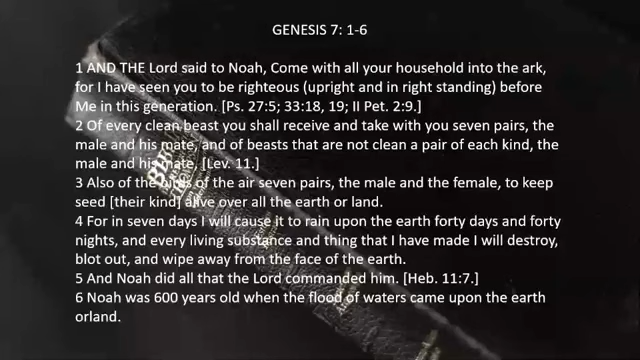 GENESIS 7: 1-6
1 AND THE Lord said to Noah, Come with all your household into the ark,
for I have seen you to be righteous (upright and in right standing) before
Me in this generation. [Ps. 27:5; 33:18, 19; II Pet. 2:9.]
2 Of every clean beast you shall receive and take with you seven pairs, the
male and his mate, and of beasts that are not clean a pair of each kind, the
male and his mate, [Lev. 11.]
3 Also of the birds of the air seven pairs, the male and the female, to keep
seed [their kind] alive over all the earth or land.
4 For in seven days I will cause it to rain upon the earth forty days and forty
nights, and every living substance and thing that I have made I will destroy,
blot out, and wipe away from the face of the earth.
5 And Noah did all that the Lord commanded him. [Heb. 11:7.]
6 Noah was 600 years old when the flood of waters came upon the earth
orland.